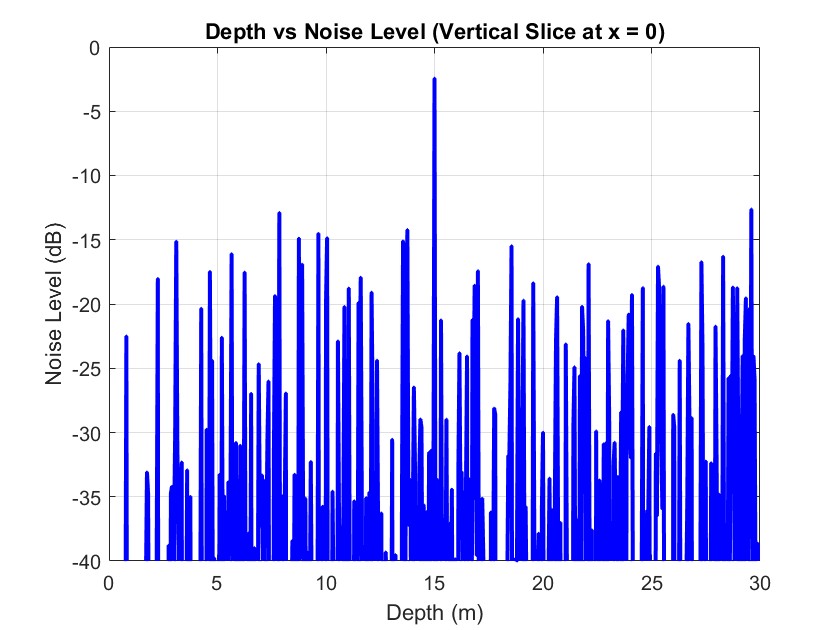 Depth vs Noise Level (Vertical Slice at x = 0)
0
-5
-10
-15
-20
-25
-30
-35
-40
Noise Level (dB)
0 5 10 15 20 25 30
Depth (m)